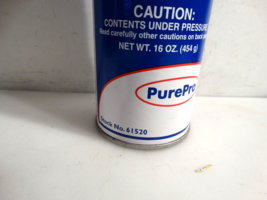 CAUTION:
CONTENTS UNDER PRESSURE
Read carefully other cautions on back
NET WT. 16 OZ. (454 g)
PurePro
Stock No. 61520